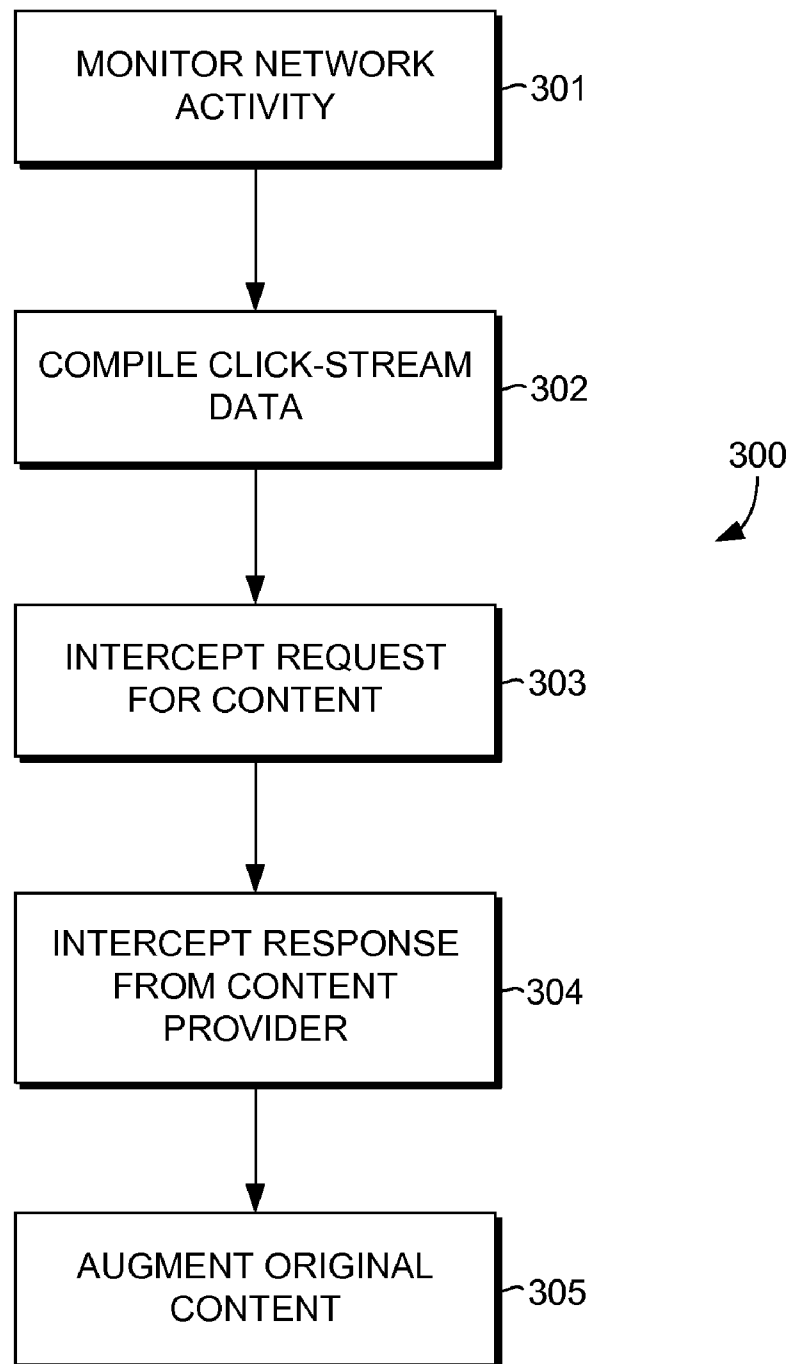 MONITOR NETWORK
ACTIVITY
301
COMPILE CLICK-STREAM
DATA
302
300
INTERCEPT REQUEST
FOR CONTENT
303
INTERCEPT RESPONSE
FROM CONTENT
PROVIDER
304
AUGMENT ORIGINAL
CONTENT
305